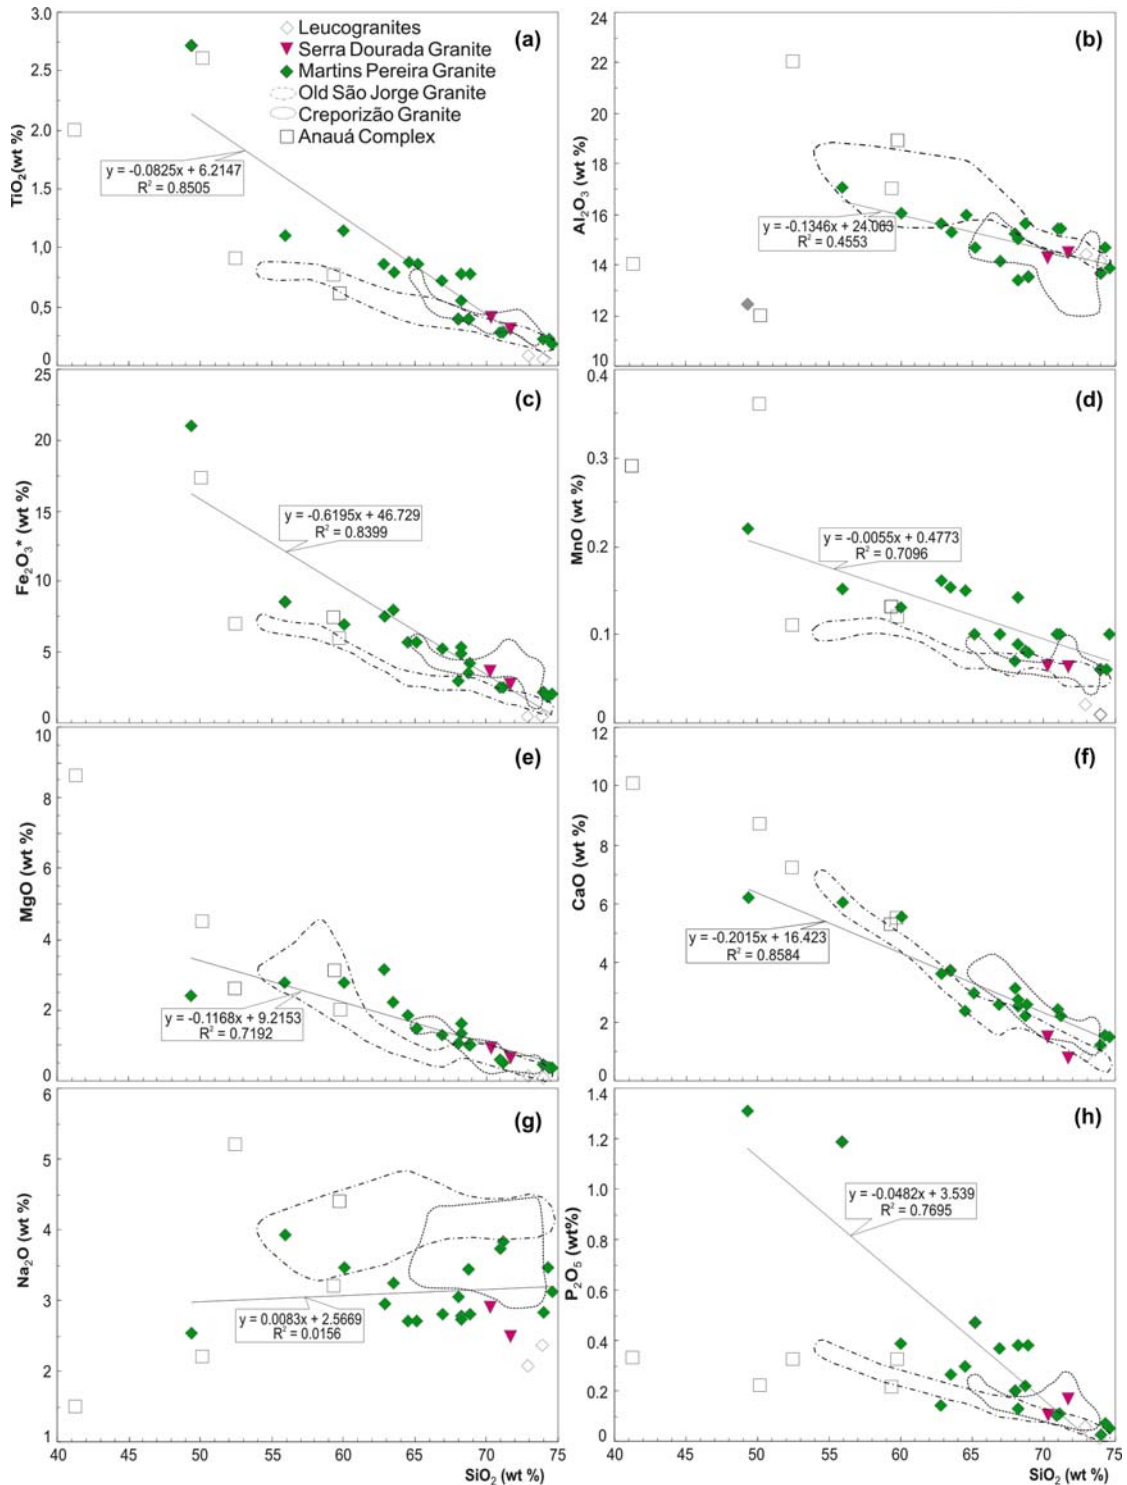 (a)
Leucogranites
Serra Dourada Granite
Martins Pereira Granite
Old São Jorge Granite
Creporizão Granite
Anauá Complex
TiO2(wt %)
3.0
2.5
2.0
1.5
1.0
0.5
0
y = -0.0825x + 6.2147
R² = 0.8505
(b)
Al2O3 (wt %)
24
22
20
18
16
14
12
10
40 45 50 55 60 65 70 75
y = -0.1346x + 24.063
R² = 0.4553
(c)
Fe2O3* (wt %)
25
20
15
10
5
0
y = -0.6195x + 46.729
R² = 0.8399
(d)
MnO (wt %)
0.4
0.3
0.2
0.1
0
y = -0.0055x + 0.4773
R² = 0.7096
(e)
MgO (wt %)
10
8
6
4
2
0
y = -0.1168x + 9.2153
R² = 0.7192
(f)
CaO (wt %)
12
10
8
6
4
2
0
y = -0.2015x + 16.423
R² = 0.8584
(g)
Na2O (wt %)
6
5
4
3
2
1
y = 0.0083x + 2.5669
R² = 0.0156
40 45 50 55 60 65 70 75
SiO2 (wt %)
(h)
P2O5 (wt%)
1.4
1.2
1.0
0.8
0.6
0.4
0.2
0
y = -0.0482x + 3.539
R² = 0.7695
40 45 50 55 60 65 70 75
SiO2 (wt %)